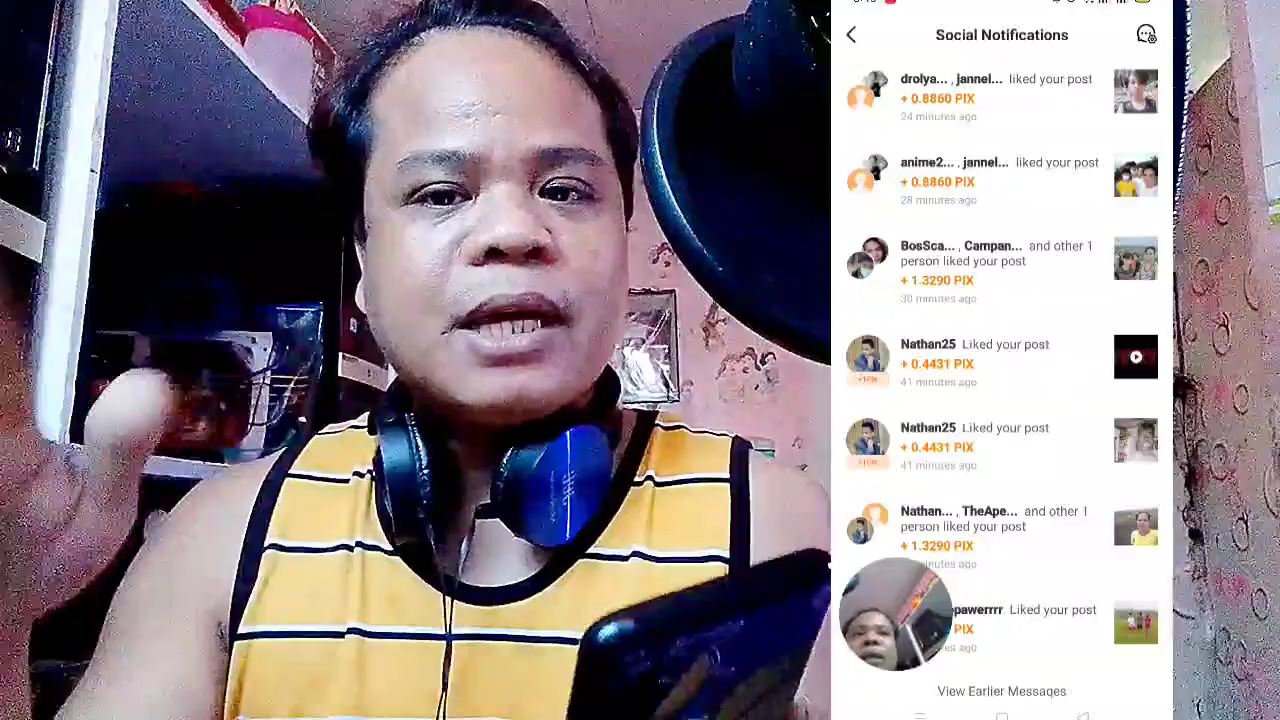 Social Notifications
drolya... , jannel... liked your post
+ 0.8860 PIX
24 minutes ago
anime2... , jannel... liked your post
+ 0.8860 PIX
28 minutes ago
BosSca... , Campan... and other 1
person liked your post
+ 1.3290 PIX
30 minutes ago
Nathan25 Liked your post
+ 0.4431 PIX
41 minutes ago
Nathan25 Liked your post
+ 0.4431 PIX
41 minutes ago
Nathan... , TheApe... and other 1
person liked your post
+ 1.3290 PIX
Liked your post
PIX
View Earlier Messages